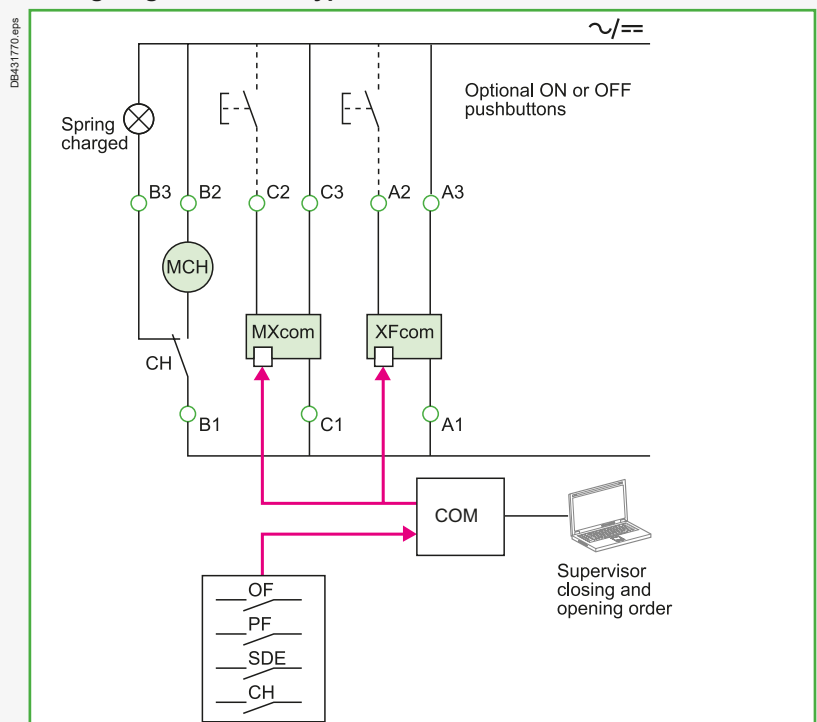 DB431770.eps
∼/==
Optional ON or OFF
pushbuttons
Spring
charged
B3 B2 C2 C3 A2 A3
MCH
MXcom XFcom
CH
B1 C1 A1
COM
Supervisor
closing and
opening order
OF
PF
SDE
CH